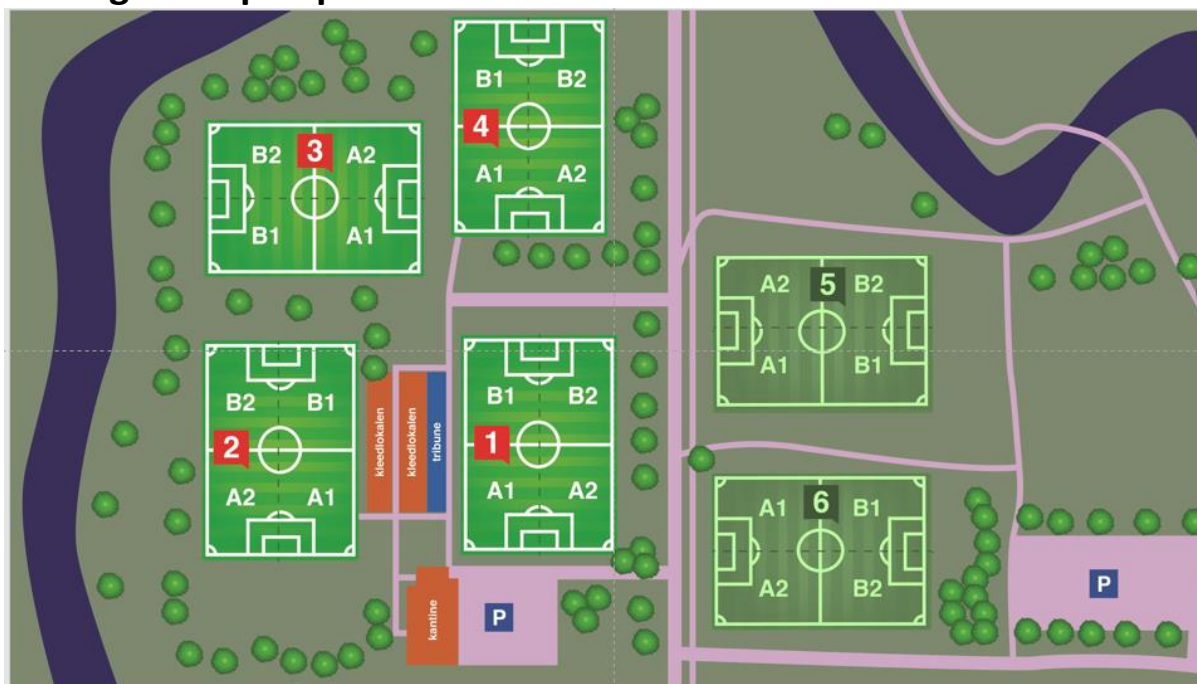 4
B1 B2
A1 A2
3
B2 A2
B1 A1
5
A2 B2
A1 B1
2
B2 B1
A2 A1
kleedlokalen
kleedlokalen
tribune
1
B1 B2
A1 A2
6
A1 B1
A2 B2
kantine
P
P